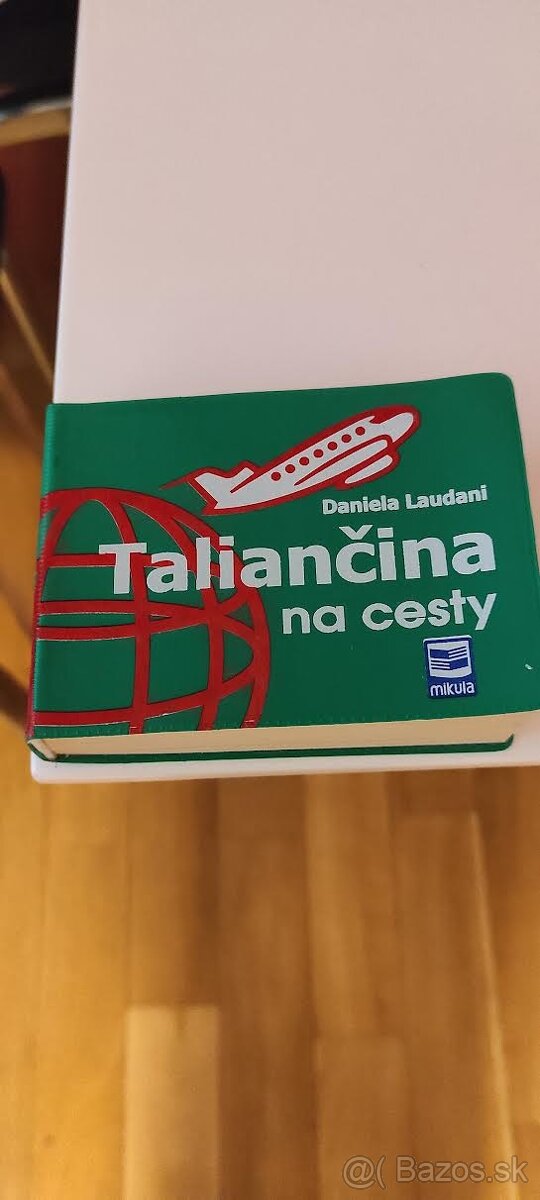 Daniela Laudani
Taliančina
na cesty
mikula
@( Bazos.sk